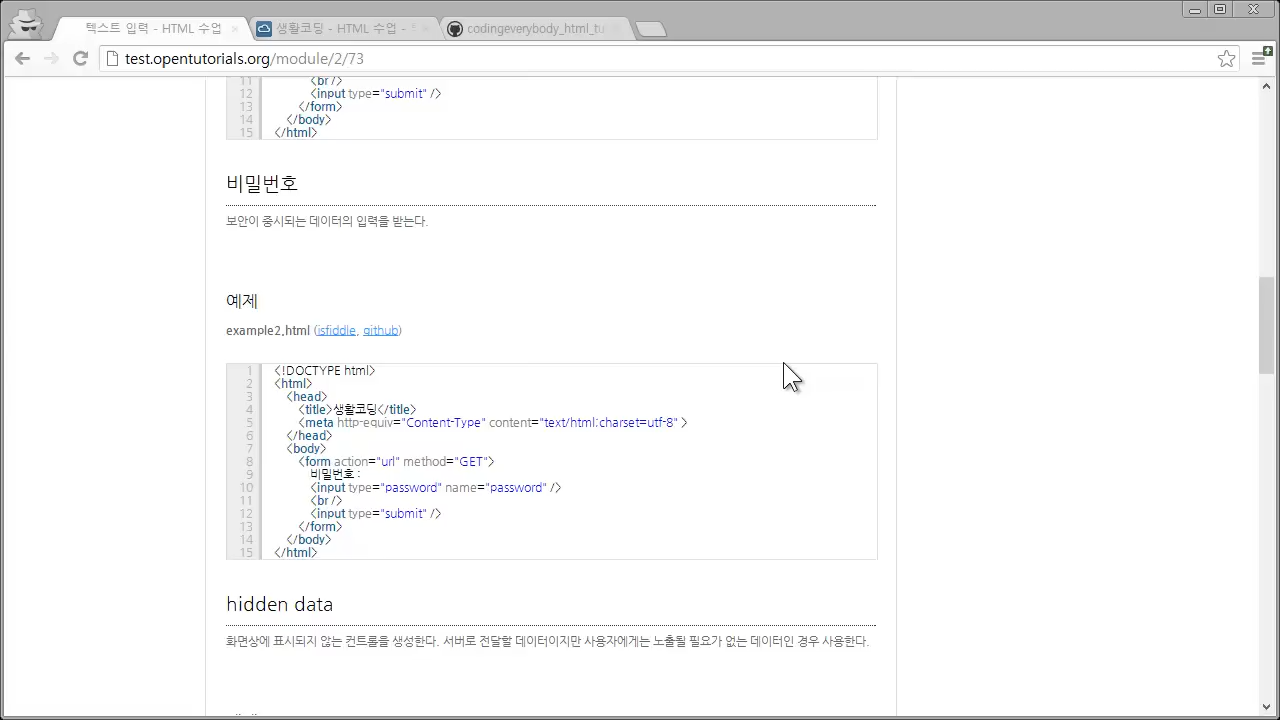 텍스트 입력 - HTML 수업
생활코딩 - HTML 수업 -
codingeverybody_html_tu
test.opentutorials.org/module/2/73
11 <br />
12 <input type="submit" />
13 </form>
14 </body>
15 </html>
비밀번호
보안이 중시되는 데이터의 입력을 받는다.
예제
example2.html (jsfiddle, github)
1 <!DOCTYPE html>
2 <html>
3 <head>
4 <title>생활코딩</title>
5 <meta http-equiv="Content-Type" content="text/html;charset=utf-8" >
6 </head>
7 <body>
8 <form action="url" method="GET">
9 비밀번호 :
10 <input type="password" name="password" />
11 <br />
12 <input type="submit" />
13 </form>
14 </body>
15 </html>
hidden data
화면상에 표시되지 않는 컨트롤을 생성한다. 서버로 전달할 데이터이지만 사용자에게는 노출될 필요가 없는 데이터인 경우 사용한다.